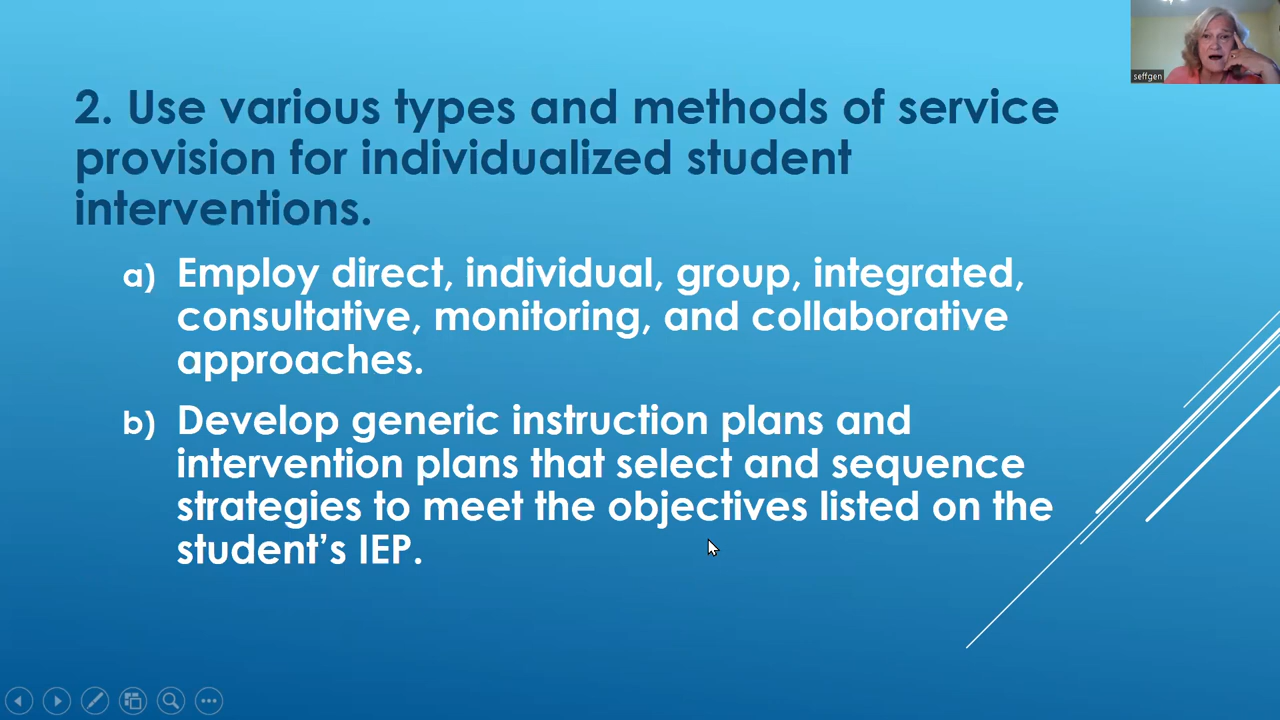 seffgen
2. Use various types and methods of service
provision for individualized student
interventions.
a) Employ direct, individual, group, integrated,
consultative, monitoring, and collaborative
approaches.
b) Develop generic instruction plans and
intervention plans that select and sequence
strategies to meet the objectives listed on the
student’s IEP.